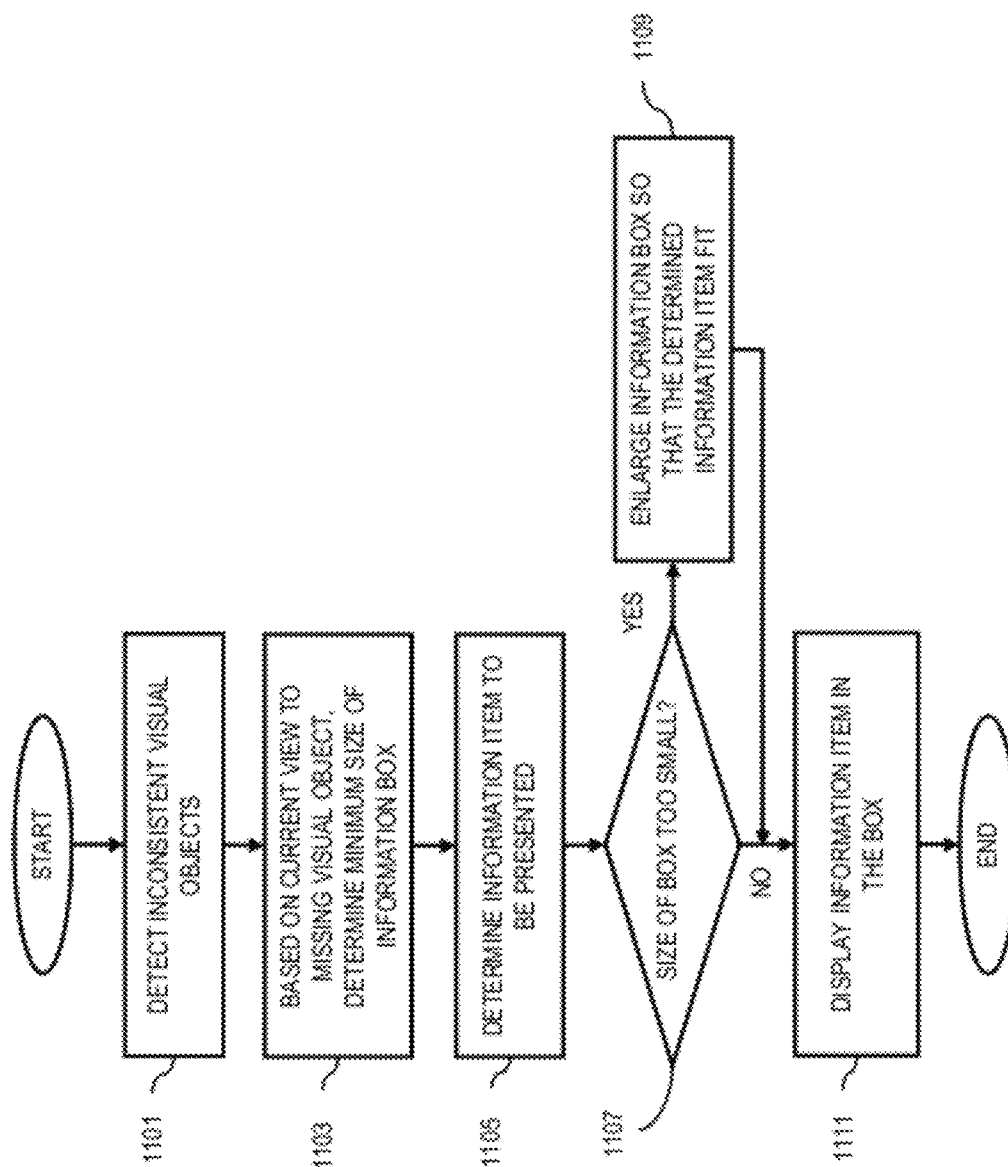 START
1101
DETECT INCONSISTENT VISUAL
OBJECTS
1103
BASED ON CURRENT VIEW TO
MISSING VISUAL OBJECT,
DETERMINE MINIMUM SIZE OF
INFORMATION BOX
1105
DETERMINE INFORMATION ITEM TO
BE PRESENTED
1107
SIZE OF BOX TOO SMALL?
YES
1109
ENLARGE INFORMATION BOX SO
THAT THE DETERMINED
INFORMATION ITEM FIT
NO
1111
DISPLAY INFORMATION ITEM IN
THE BOX
END